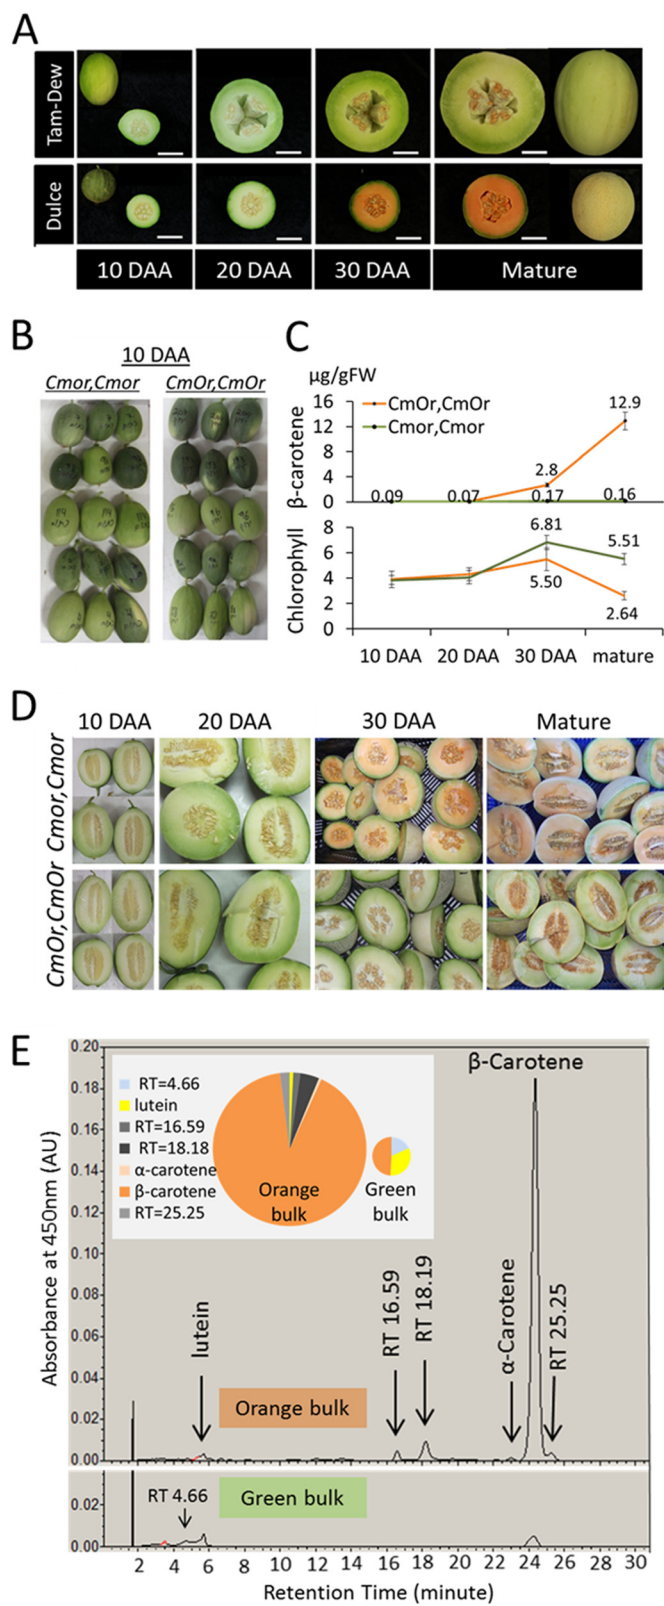 A
Tam-Dew
Dulce
10 DAA
20 DAA
30 DAA
Mature
B
10 DAA
Cmor,Cmor
CmOr,CmOr
C
µg/gFW
β-carotene
16
12
8
4
0
CmOr,CmOr
Cmor,Cmor
12.9
2.8
0.09
0.07
0.17
0.16
Chlorophyll
8
6
4
2
0
6.81
5.51
5.50
2.64
10 DAA
20 DAA
30 DAA
mature
D
10 DAA
20 DAA
30 DAA
Mature
Cmor,Cmor
CmOr,CmOr
E
Absorbance at 450nm (AU)
0.20
0.18
0.16
0.14
0.12
0.10
0.08
0.06
0.04
0.02
0.00
RT=4.66
lutein
RT=16.59
RT=18.18
α-carotene
β-carotene
RT=25.25
Orange
bulk
Green
bulk
β-Carotene
lutein
RT 16.59
RT 18.19
α-Carotene
RT 25.25
Orange bulk
0.02
0.00
RT 4.66
Green bulk
2 4 6 8 10 12 14 16 18 20 22 24 26 28 30
Retention Time (minute)